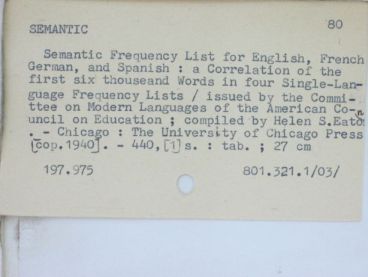 80
SEMANTIC
Semantic Frequency List for English, French
German, and Spanish : a Correlation of the
first six thouseand Words in four Single-Lan-
guage Frequency Lists / issued by the Commi-
ttee on Modern Languages of the American Co-
uncil on Education ; compiled by Helen S.Eaton
. - Chicago : The University of Chicago Press
[cop.1940]. - 440,[1]s. : tab. ; 27 cm
197.975 801.321.1/03/